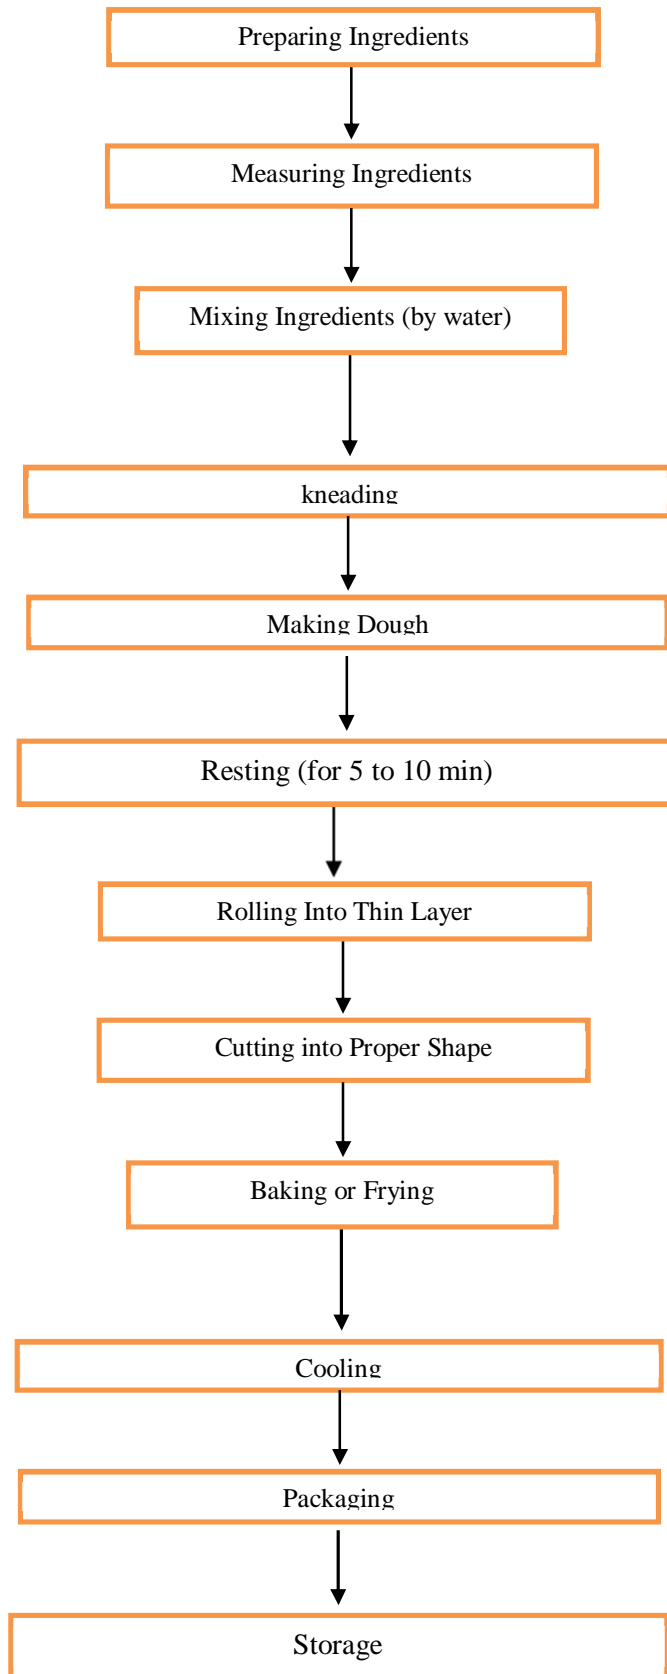 Preparing Ingredients
Measuring Ingredients
Mixing Ingredients (by water)
kneading
Making Dough
Resting (for 5 to 10 min)
Rolling Into Thin Layer
Cutting into Proper Shape
Baking or Frying
Cooling
Packaging
Storage